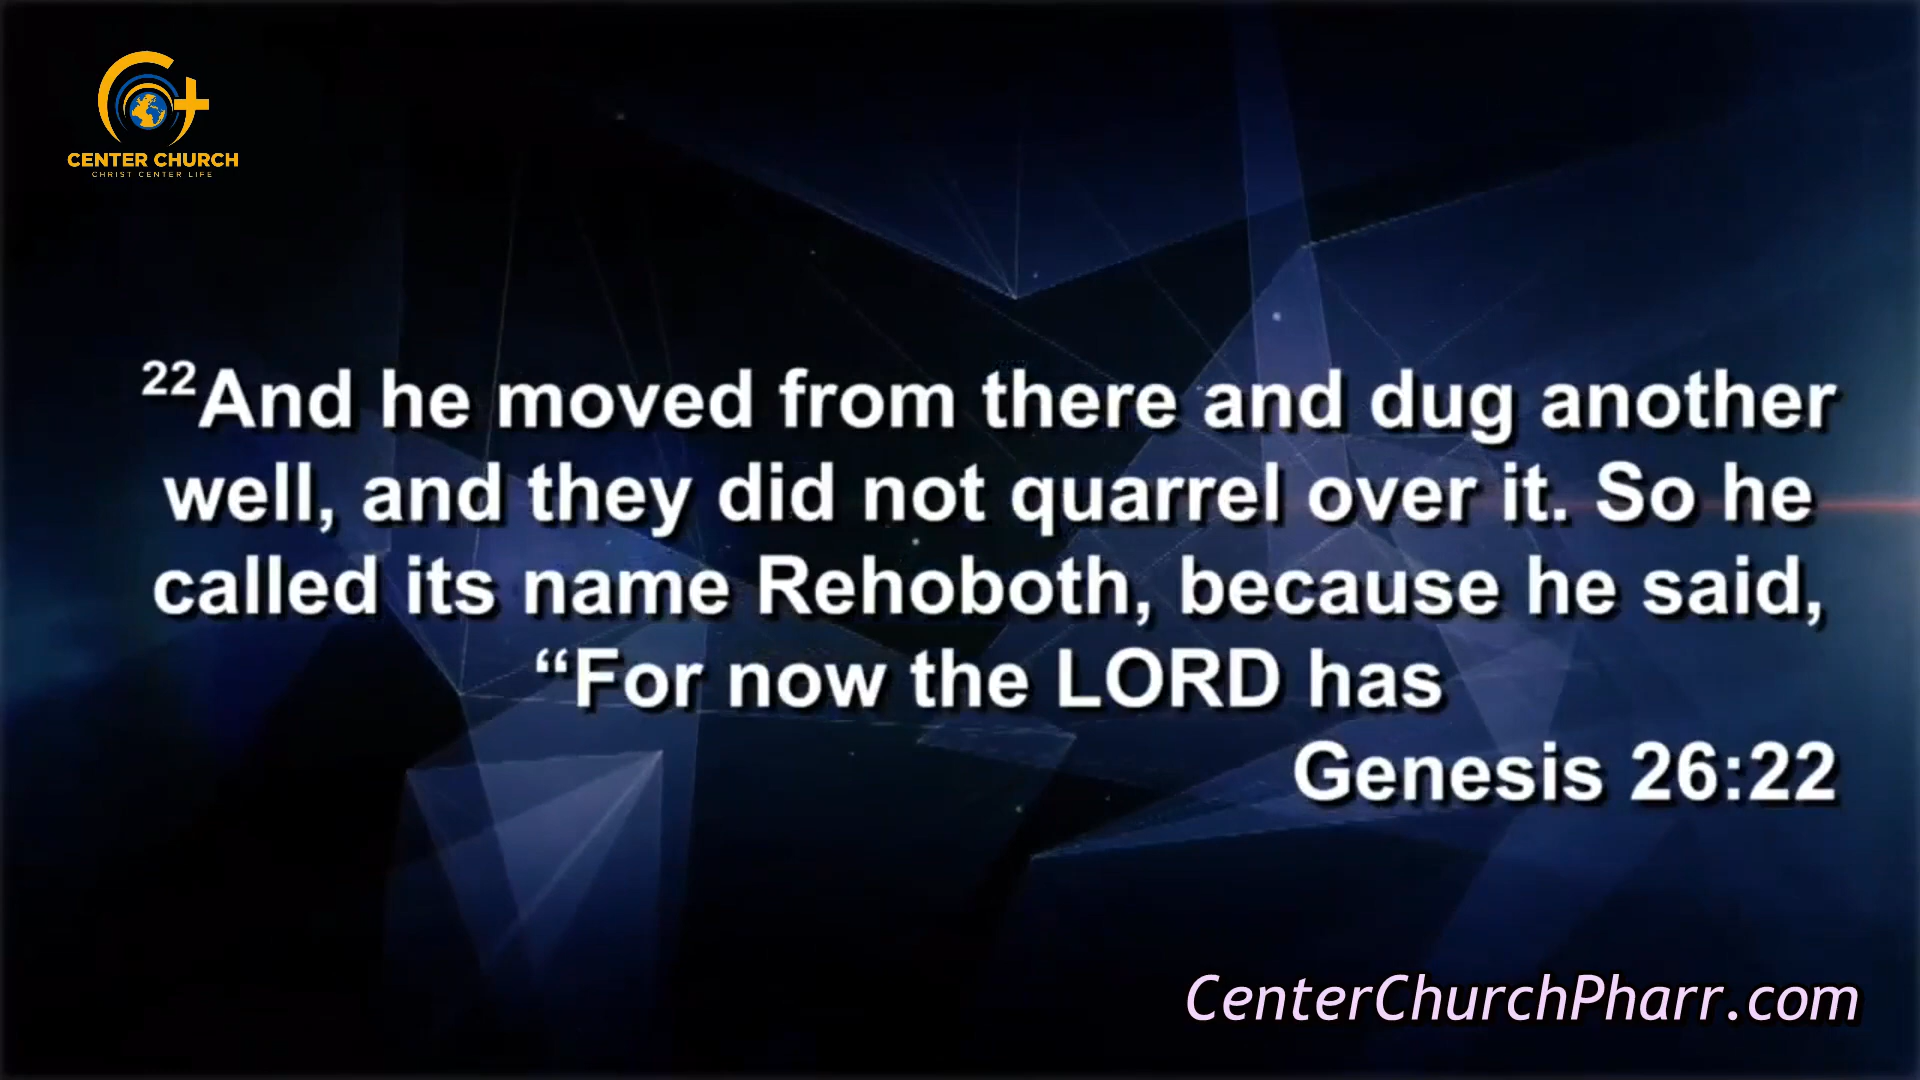 CENTER CHURCH
CHRIST CENTER LIFE
22And he moved from there and dug another
well, and they did not quarrel over it. So he
called its name Rehoboth, because he said,
“For now the LORD has
Genesis 26:22
CenterChurchPharr.com